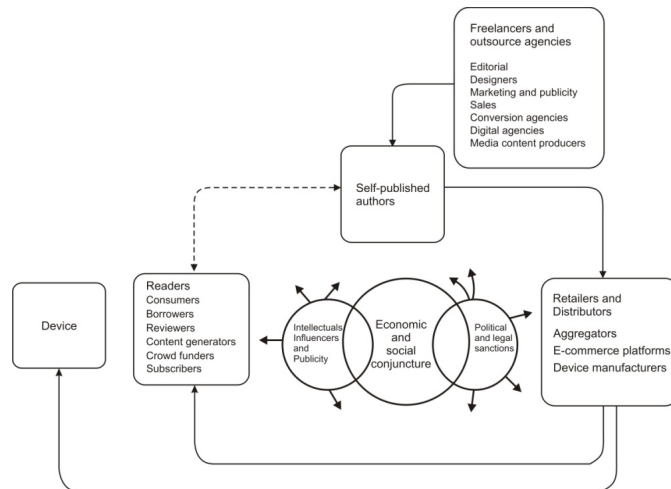 Freelancers and
outsource agencies
Editorial
Designers
Marketing and publicity
Sales
Conversion agencies
Digital agencies
Media content producers
Self-published
authors
Device
Readers
Consumers
Borrowers
Reviewers
Content generators
Crowd funders
Subscribers
Intellectuals
Influencers
and
Publicity
Economic
and
social
conjuncture
Political
and legal
sanctions
Retailers and
Distributors
Aggregators
E-commerce platforms
Device manufacturers